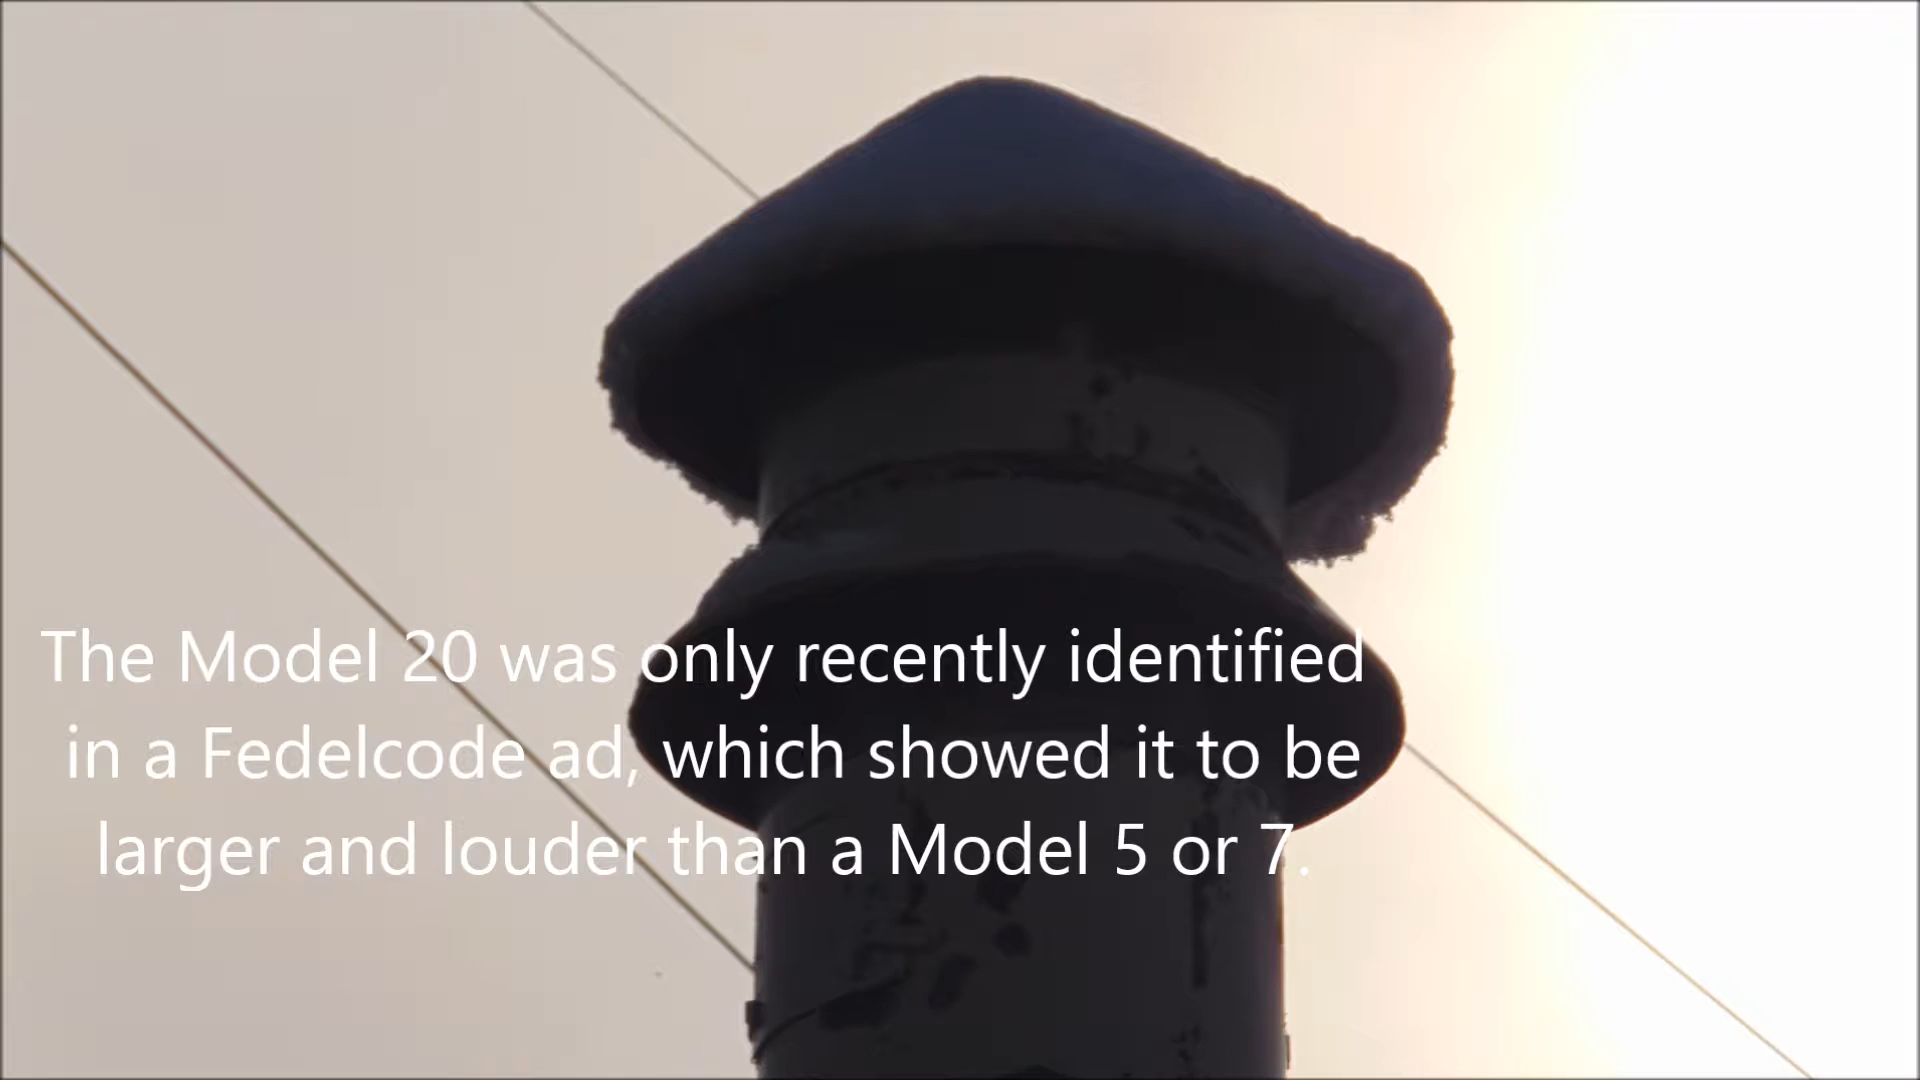 The Model 20 was only recently identified
in a Fedelcode ad, which showed it to be
larger and louder than a Model 5 or 7.